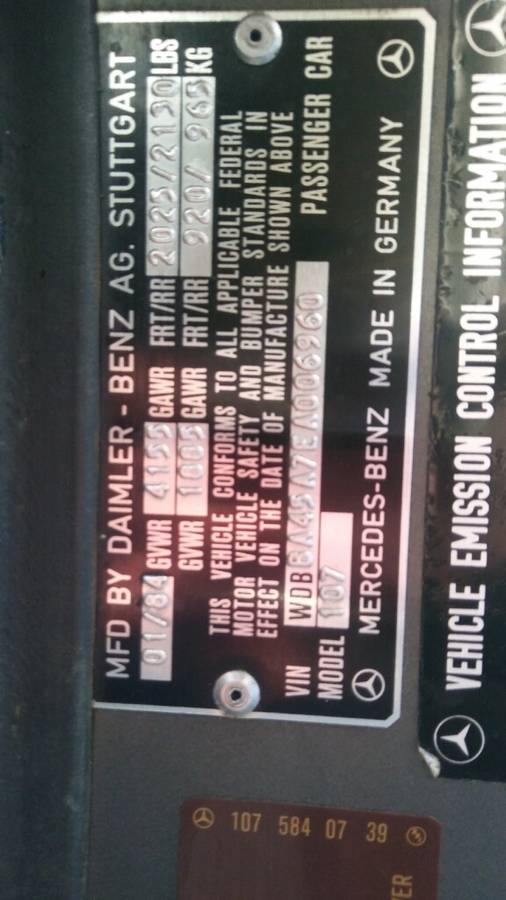 MFD BY DAIMLER - BENZ AG. STUTTGART
01/84 GVWR 4155 GAWR FRT/RR 2025/2130 LBS
GVWR 1885 GAWR FRT/RR 920/ 965 KG
THIS VEHICLE CONFORMS TO ALL APPLICABLE FEDERAL
MOTOR VEHICLE SAFETY AND BUMPER STANDARDS IN
EFFECT ON THE DATE OF MANUFACTURE SHOWN ABOVE
VIN WDBBA45A7EA006960 PASSENGER CAR
MODEL 107
MERCEDES-BENZ MADE IN GERMANY
VEHICLE EMISSION CONTROL INFORMATION
107 584 07 39